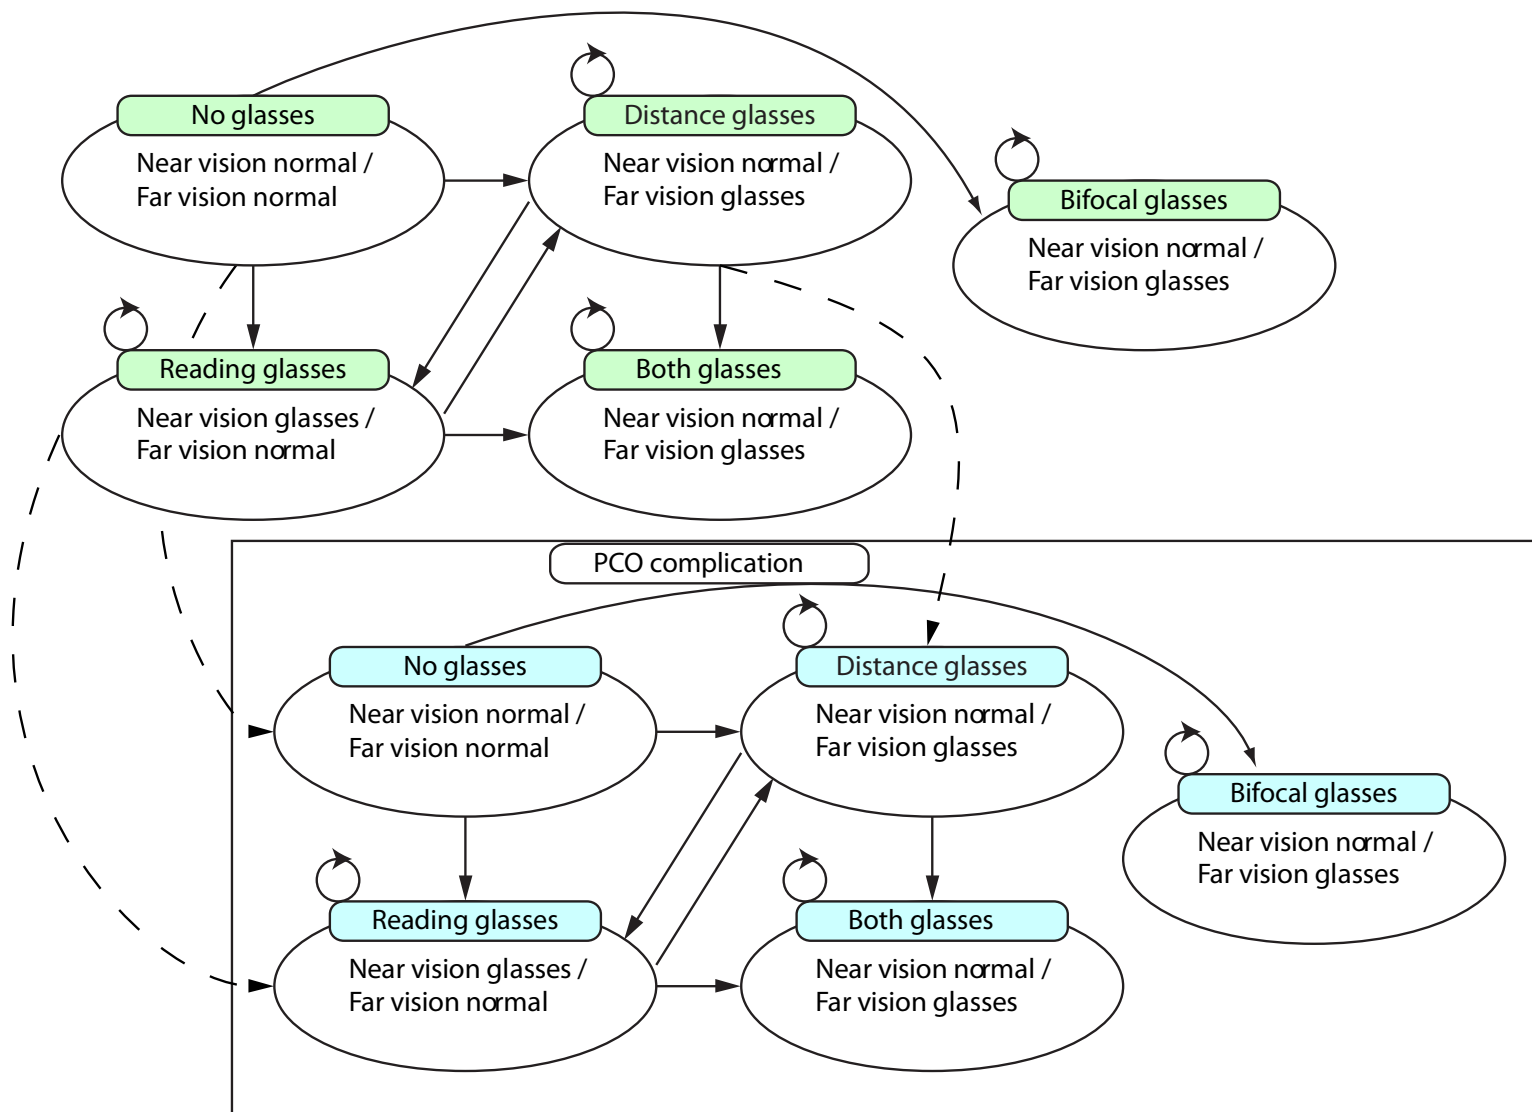 No glasses
Near vision normal /
Far vision normal
Distance glasses
Near vision normal /
Far vision glasses
Bifocal glasses
Near vision normal /
Far vision glasses
Reading glasses
Near vision glasses /
Far vision normal
Both glasses
Near vision normal /
Far vision glasses
PCO complication
No glasses
Near vision normal /
Far vision normal
Distance glasses
Near vision normal /
Far vision glasses
Bifocal glasses
Near vision normal /
Far vision glasses
Reading glasses
Near vision glasses /
Far vision normal
Both glasses
Near vision normal /
Far vision glasses